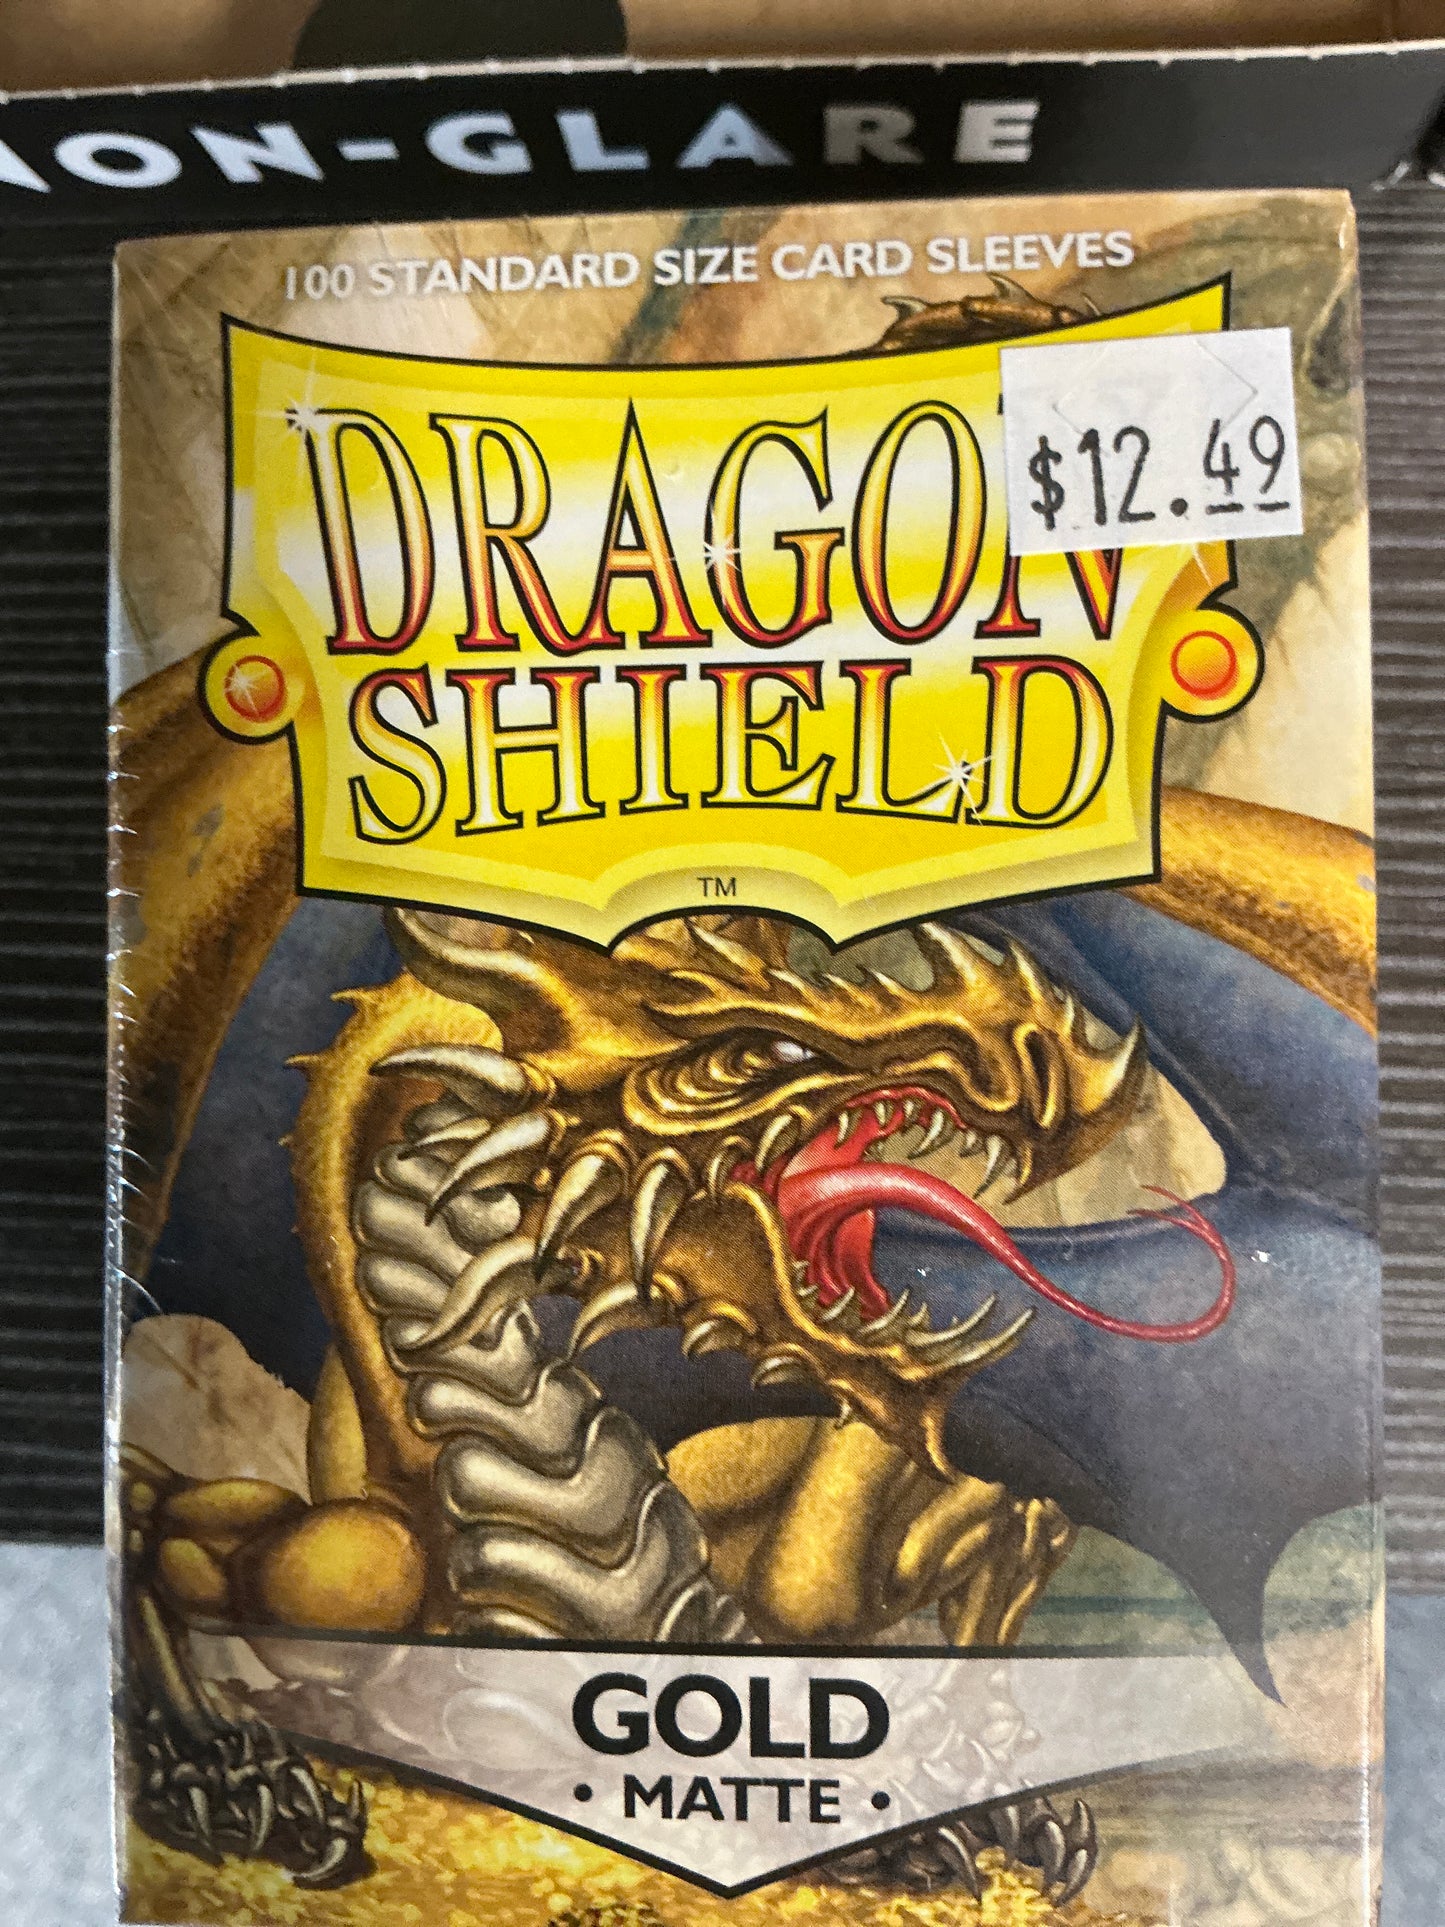 NON-GLARE
100 STANDARD SIZE CARD SLEEVES
$12.49
DRAGON
SHIELD
TM
GOLD
• MATTE •